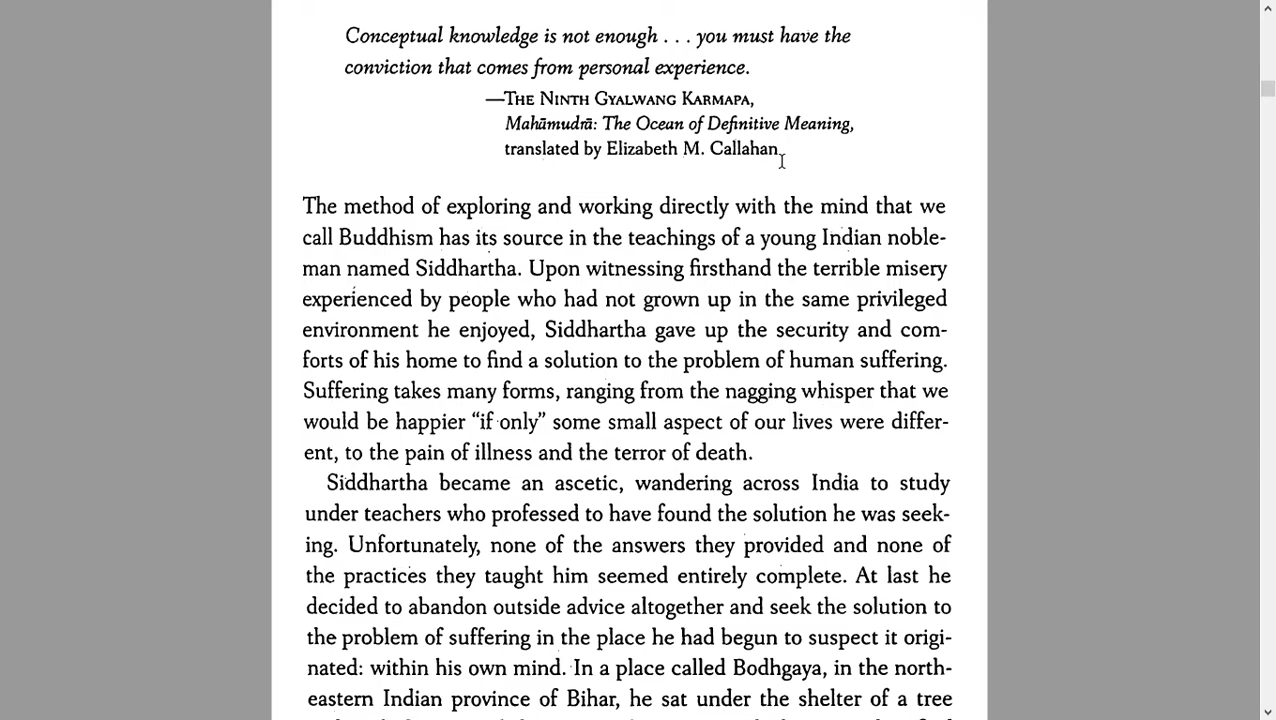 Conceptual knowledge is not enough . . . you must have the
conviction that comes from personal experience.
—THE NINTH GYALWANG KARMAPA,
Mahāmudrā: The Ocean of Definitive Meaning,
translated by Elizabeth M. Callahan
The method of exploring and working directly with the mind that we
call Buddhism has its source in the teachings of a young Indian noble-
man named Siddhartha. Upon witnessing firsthand the terrible misery
experienced by people who had not grown up in the same privileged
environment he enjoyed, Siddhartha gave up the security and com-
forts of his home to find a solution to the problem of human suffering.
Suffering takes many forms, ranging from the nagging whisper that we
would be happier “if only” some small aspect of our lives were differ-
ent, to the pain of illness and the terror of death.
Siddhartha became an ascetic, wandering across India to study
under teachers who professed to have found the solution he was seek-
ing. Unfortunately, none of the answers they provided and none of
the practices they taught him seemed entirely complete. At last he
decided to abandon outside advice altogether and seek the solution to
the problem of suffering in the place he had begun to suspect it origi-
nated: within his own mind. In a place called Bodhgaya, in the north-
eastern Indian province of Bihar, he sat under the shelter of a tree